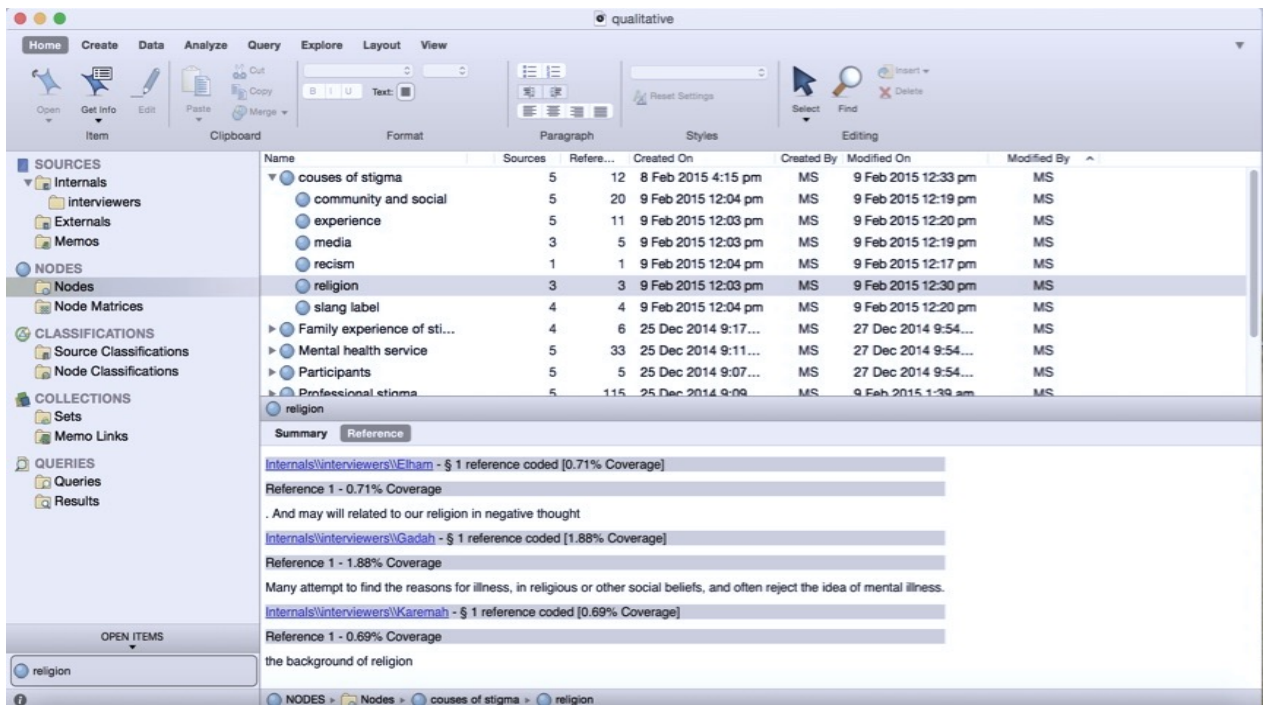 qualitative
Home Create Data Analyze Query Explore Layout View
Open Get Info Edit Paste Cut Copy Merge B I U Text: Reset Settings Select Find Insert Delete
Item Clipboard Format Paragraph Styles Editing
SOURCES
Internals
interviewers
Externals
Memos
NODES
Nodes
Node Matrices
CLASSIFICATIONS
Source Classifications
Node Classifications
COLLECTIONS
Sets
Memo Links
QUERIES
Queries
Results
OPEN ITEMS
religion
Name Sources Refere... Created On Created By Modified On Modified By
couses of stigma 5 12 8 Feb 2015 4:15 pm MS 9 Feb 2015 12:33 pm MS
community and social 5 20 9 Feb 2015 12:04 pm MS 9 Feb 2015 12:19 pm MS
experience 5 11 9 Feb 2015 12:03 pm MS 9 Feb 2015 12:20 pm MS
media 3 5 9 Feb 2015 12:03 pm MS 9 Feb 2015 12:19 pm MS
recism 1 1 9 Feb 2015 12:04 pm MS 9 Feb 2015 12:17 pm MS
religion 3 3 9 Feb 2015 12:03 pm MS 9 Feb 2015 12:30 pm MS
slang label 4 4 9 Feb 2015 12:04 pm MS 9 Feb 2015 12:20 pm MS
Family experience of sti... 4 6 25 Dec 2014 9:17... MS 27 Dec 2014 9:54... MS
Mental health service 5 33 25 Dec 2014 9:11... MS 27 Dec 2014 9:54... MS
Participants 5 5 25 Dec 2014 9:07... MS 27 Dec 2014 9:54... MS
Professional stigma 5 115 25 Dec 2014 9:09... MS 9 Feb 2015 1:39 am MS
religion
Summary Reference
Internals\\interviewers\\Elham - § 1 reference coded [0.71% Coverage]
Reference 1 - 0.71% Coverage
. And may will related to our religion in negative thought
Internals\\interviewers\\Gadah - § 1 reference coded [1.88% Coverage]
Reference 1 - 1.88% Coverage
Many attempt to find the reasons for illness, in religious or other social beliefs, and often reject the idea of mental illness.
Internals\\interviewers\\Karemah - § 1 reference coded [0.69% Coverage]
Reference 1 - 0.69% Coverage
the background of religion
NODES Nodes couses of stigma religion